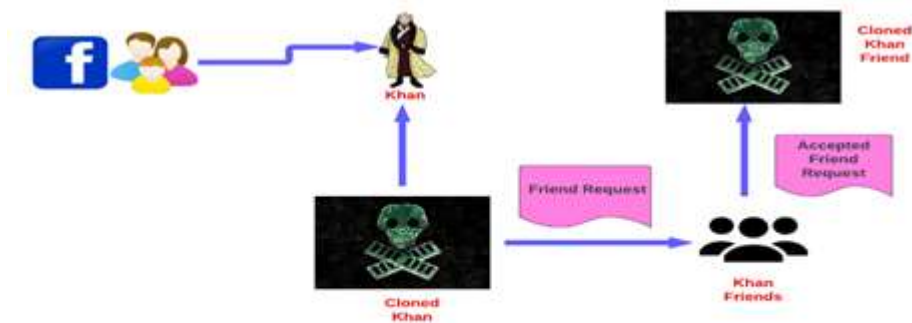 f
Khan
Cloned
Khan
Friend
Accepted
Friend
Request
Friend Request
Cloned
Khan
Khan
Friends